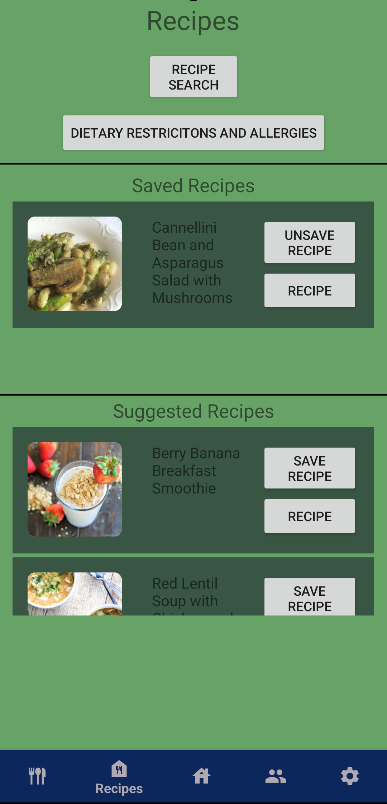 Recipes
RECIPE
SEARCH
DIETARY RESTRICITONS AND ALLERGIES
Saved Recipes
Cannellini
Bean and
Asparagus
Salad with
Mushrooms
UNSAVE
RECIPE
RECIPE
Suggested Recipes
Berry Banana
Breakfast
Smoothie
SAVE
RECIPE
RECIPE
Red Lentil
Soup with
SAVE
RECIPE
Recipes